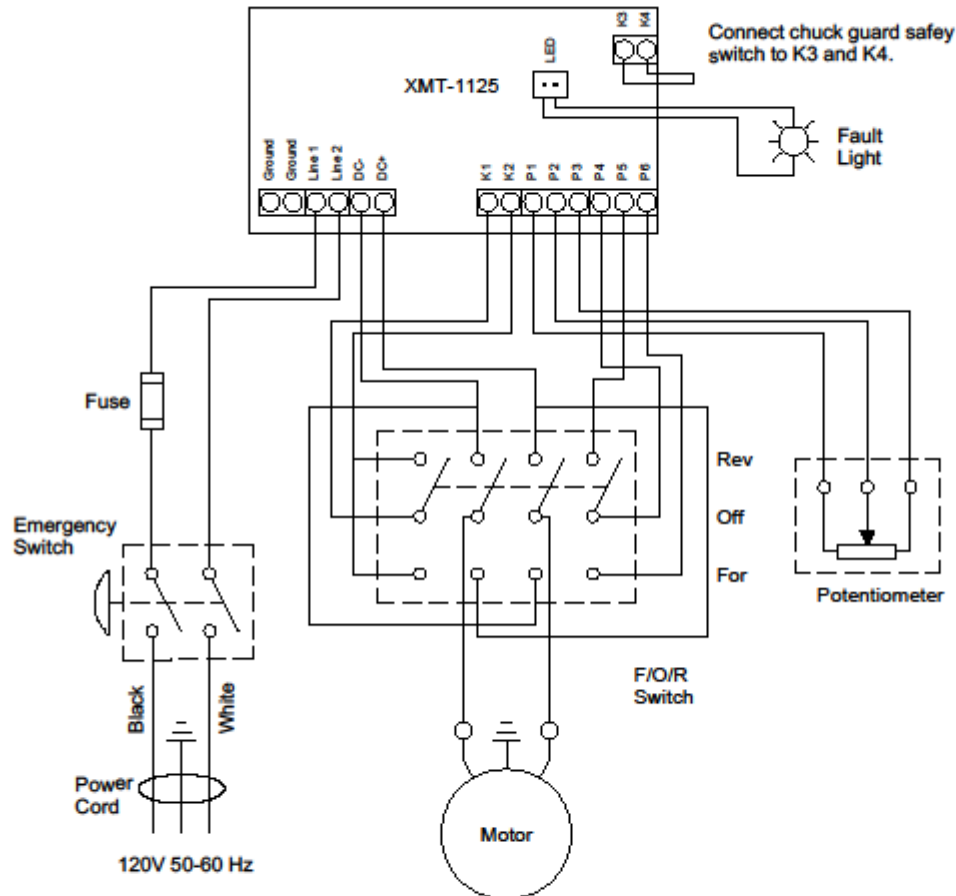 K3
K4
Connect chuck guard safey
switch to K3 and K4.
LED
XMT-1125
Fault
Light
Ground
Ground
Line 1
Line 2
DC-
DC+
K1
K2
P1
P2
P3
P4
P5
P6
Fuse
Rev
Off
For
Emergency
Switch
Potentiometer
F/O/R
Switch
Black
White
Power
Cord
Motor
120V 50-60 Hz